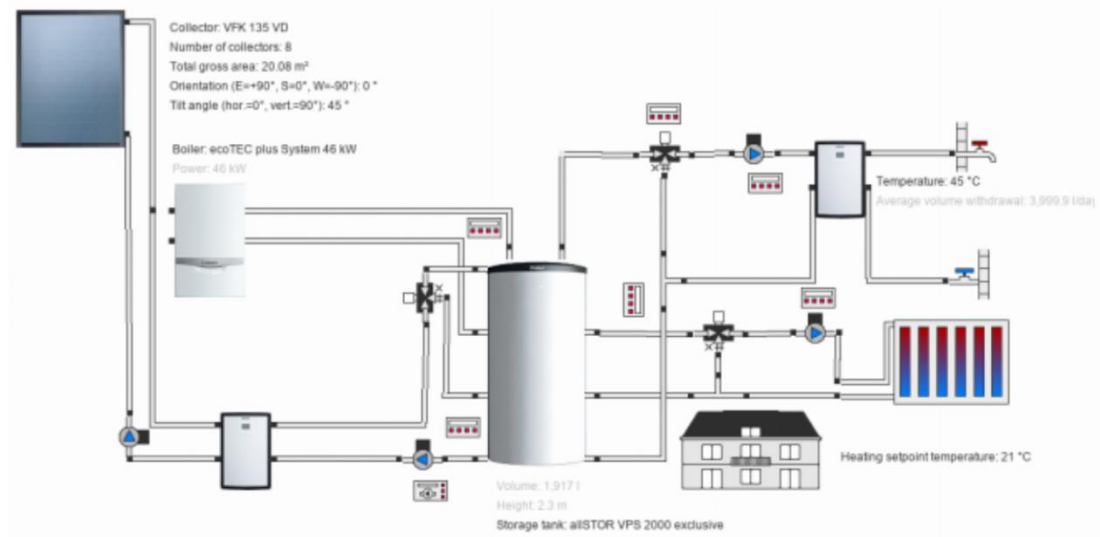 Collector: VFK 135 VD
Number of collectors: 8
Total gross area: 20.08 m²
Orientation (E=+90°, S=0°, W=-90°): 0 °
Tilt angle (hor.=0°, vert.=90°): 45 °
Boiler: ecoTEC plus System 46 kW
Power: 46 kW
Temperature: 45 °C
Average volume withdrawal: 3,999.9 l/day
Heating setpoint temperature: 21 °C
Volume: 1,917 l
Height: 2.3 m
Storage tank: allSTOR VPS 2000 exclusive